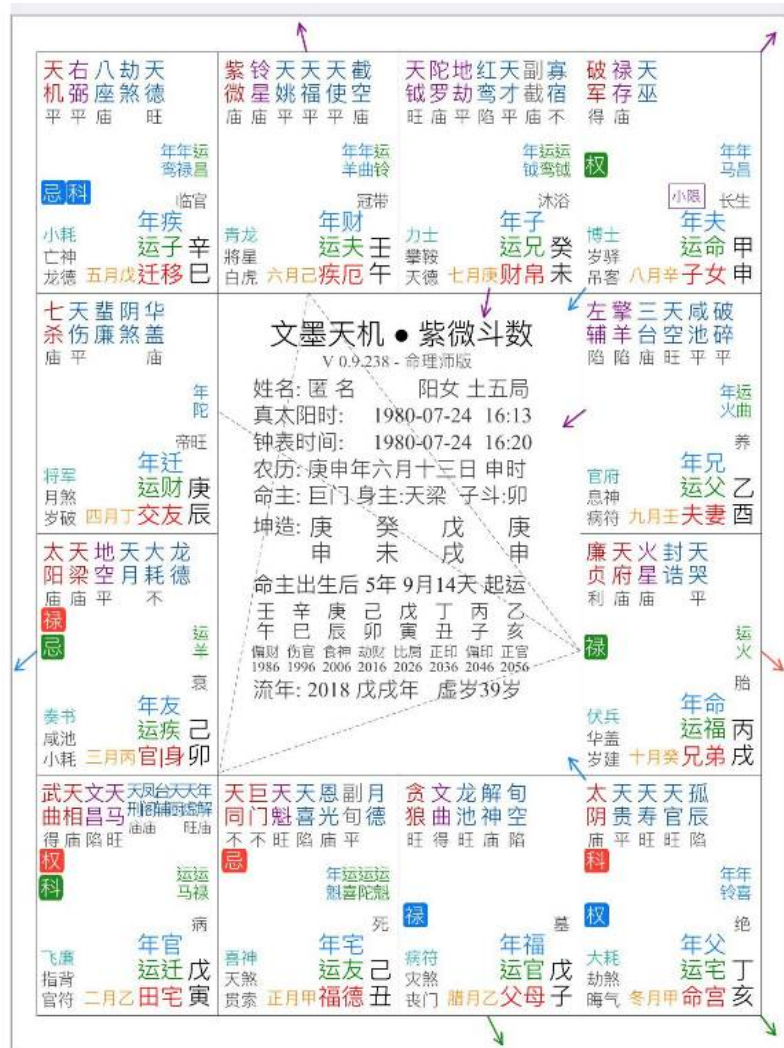 天机 右弼 八座 劫煞 天德
平 平 庙 旺
年鸾 年禄 运昌
忌 科
临官
小耗
亡神
龙德
五月戊
年疾
运子
迁移
辛巳
紫微 铃星 天姚 天福 天使 截空
庙 庙 平 平 平 庙
年羊 年曲 运铃
冠带
青龙
将星
白虎
六月己
年财
运夫
疾厄
壬午
天钺 陀罗 地劫 红鸾 天才 副截 寡宿
旺 庙 平 陷 平 庙 不
年钺 运鸾 运钺
沐浴
力士
攀鞍
天德
七月庚
年子
运兄
财帛
癸未
破军 禄存 天巫
得 庙
年马 年昌
权
小限
长生
博士
岁驿
吊客
八月辛
年夫
运命
子女
甲申
七杀 天伤 蜚廉 阴煞 华盖
庙 平 庙
年陀
帝旺
将军
月煞
岁破
四月丁
年迁
运财
交友
庚辰
文墨天机 ● 紫微斗数
V 0.9.238 - 命理师版
姓名: 匿名 阳女 土五局
真太阳时: 1980-07-24 16:13
钟表时间: 1980-07-24 16:20
农历: 庚申年六月十三日 申时
命主: 巨门 身主:天梁 子斗:卯
坤造: 庚 癸 戊 庚
申 未 戌 申
命主出生后 5年 9月14天 起运
壬 辛 庚 己 戊 丁 丙 乙
午 巳 辰 卯 寅 丑 子 亥
偏财 伤官 食神 劫财 比肩 正印 偏印 正官
1986 1996 2006 2016 2026 2036 2046 2056
流年: 2018 戊戌年 虚岁39岁
左辅 擎羊 三台 天空 咸池 破碎
陷 陷 庙 旺 平 平
年火 运曲
养
官府
息神
病符
九月壬
年兄
运父
夫妻
乙酉
太阳 天梁 地空 天月 大耗 龙德
庙 庙 平 不
禄
忌
运羊
衰
奏书
咸池
小耗
三月丙
年友
运疾
官|身
己卯
廉贞 天府 火星 封诰 天哭
利 庙 庙 平
禄
运火
胎
伏兵
华盖
岁建
十月癸
年命
运福
兄弟
丙戌
武曲 天相 文昌 天马 天刑 凤阁 台辅 天厨 天虚 年解
得 庙 陷 旺 庙 庙 旺 庙
权
科
运马 运禄
病
飞廉
指背
官符
二月乙
年官
运迁
田宅
戊寅
天同 巨门 天魁 天喜 恩光 副旬 月德
不 不 旺 陷 庙 平
忌
年魁 运喜 运陀 运魁
死
喜神
天煞
贯索
正月甲
年宅
运友
福德
己丑
贪狼 文曲 龙池 解神 旬空
旺 得 旺 庙 陷
禄
墓
病符
灾煞
丧门
腊月乙
年福
运官
父母
戊子
太阴 天贵 天寿 天官 孤辰
庙 平 旺 旺 陷
科
年铃 年喜
权
绝
大耗
劫煞
晦气
冬月甲
年父
运宅
命宫
丁亥